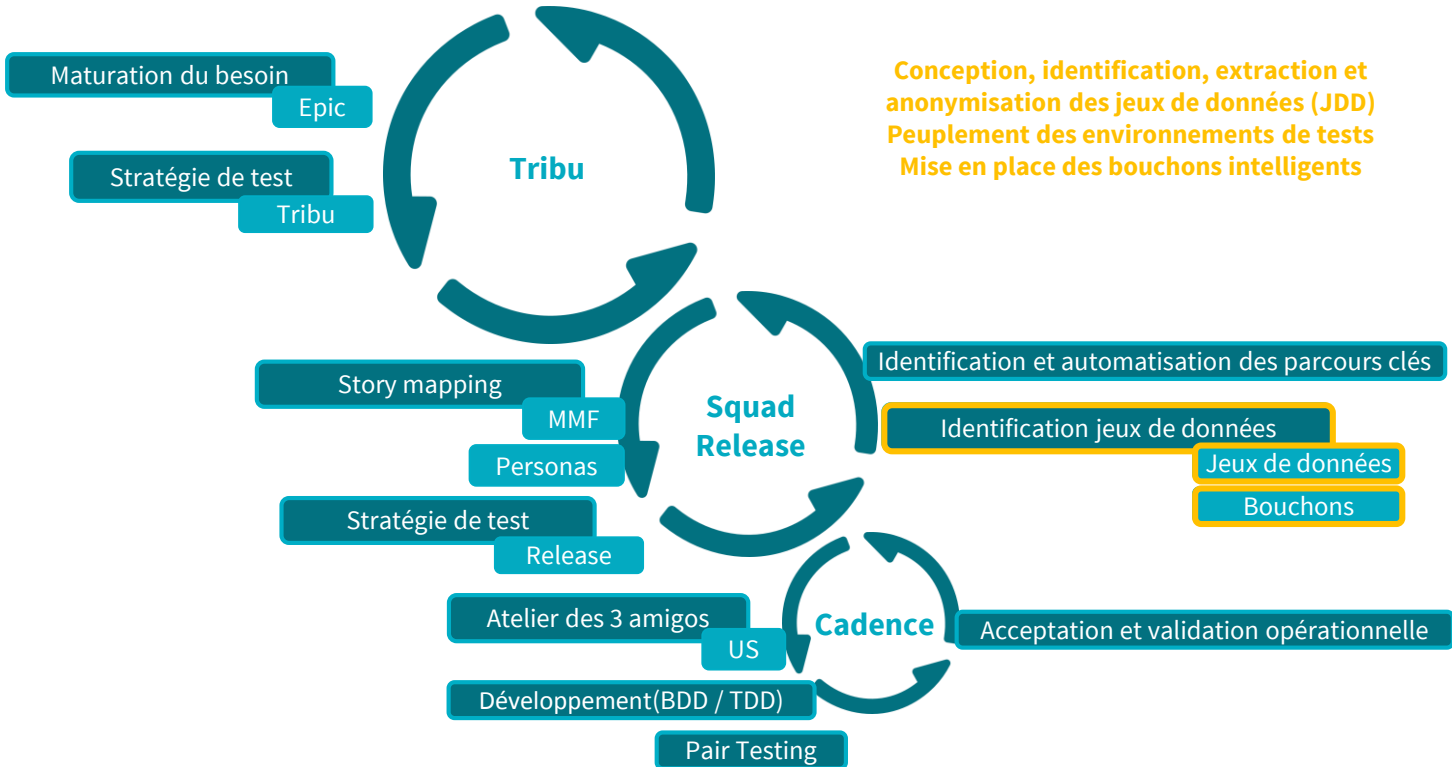 Maturation du besoin
Epic
Stratégie de test
Tribu
Tribu
Conception, identification, extraction et
anonymisation des jeux de données (JDD)
Peuplement des environnements de tests
Mise en place des bouchons intelligents
Story mapping
MMF
Personas
Stratégie de test
Release
Squad
Release
Identification et automatisation des parcours clés
Identification jeux de données
Jeux de données
Bouchons
Atelier des 3 amigos
US
Développement(BDD / TDD)
Pair Testing
Cadence
Acceptation et validation opérationnelle